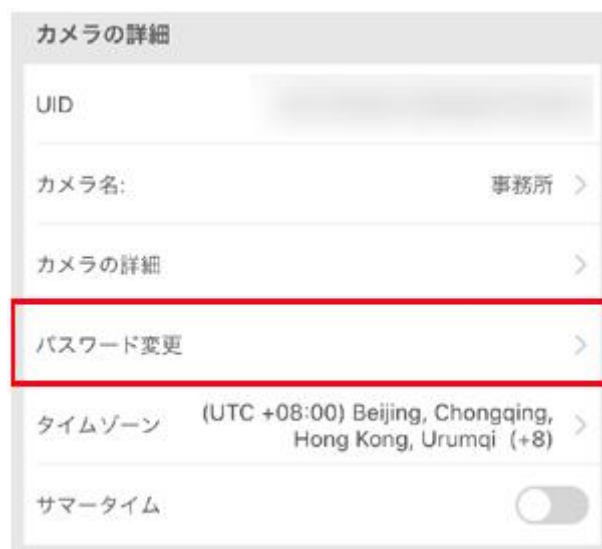 カメラの詳細
UID
カメラ名: 事務所
カメラの詳細
パスワード変更
タイムゾーン (UTC +08:00) Beijing, Chongqing,
Hong Kong, Urumqi (+8)
サマータイム